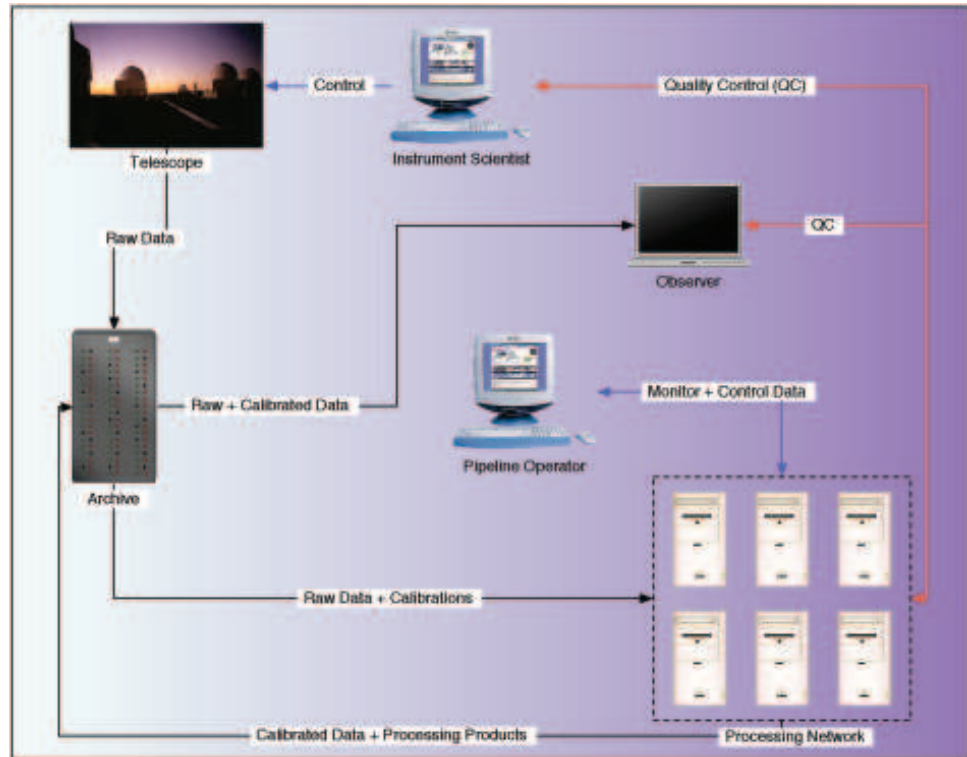 Control
Quality Control (QC)
Telescope
Instrument Scientist
Raw Data
QC
Observer
Monitor + Control Data
Raw + Calibrated Data
Pipeline Operator
Archive
Raw Data + Calibrations
Calibrated Data + Processing Products
Processing Network